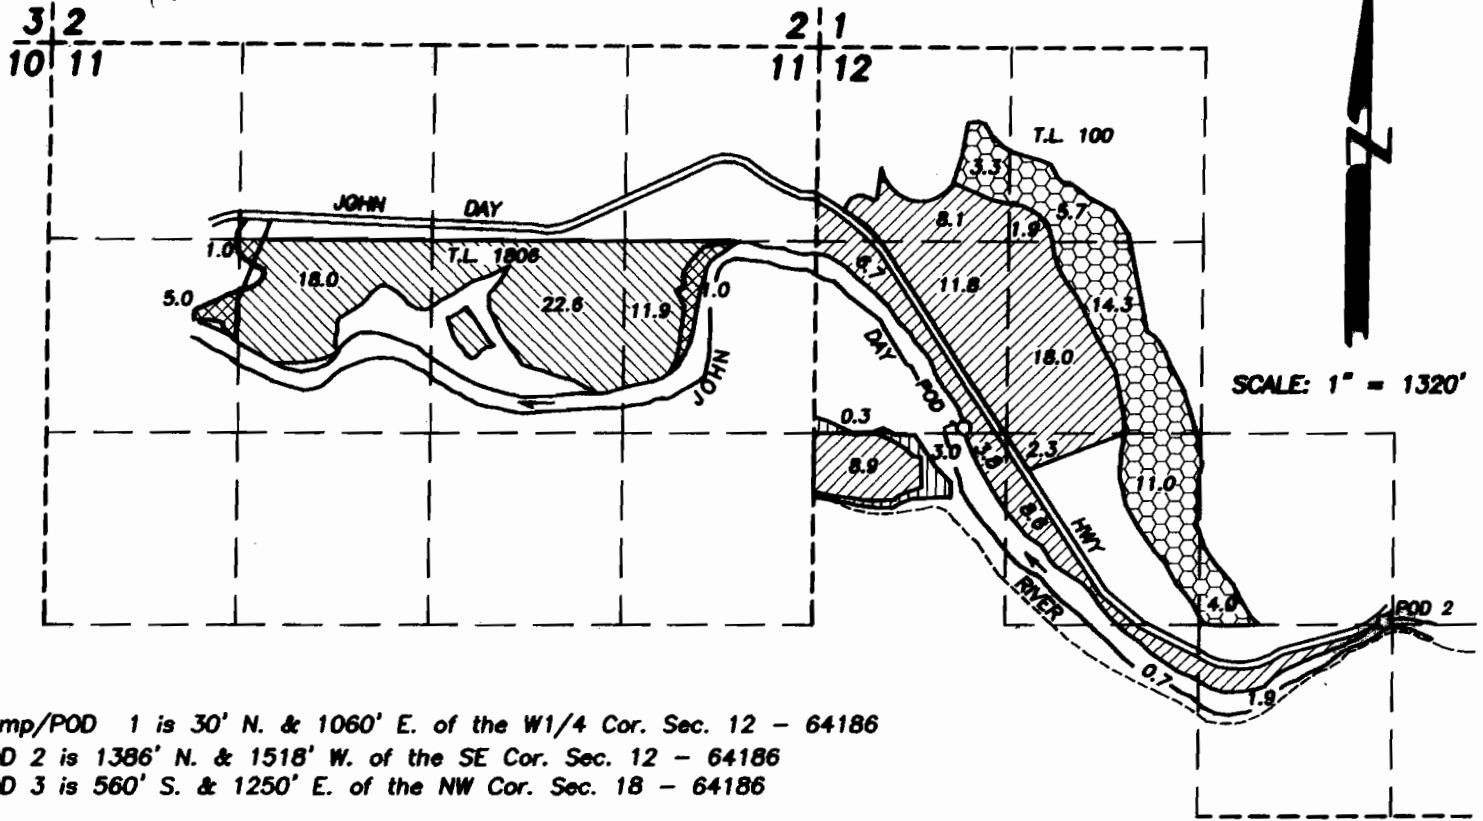 3 2
10 11
2 1
11 12
T.L. 100
3.3
5.7
JOHN DAY
8.1
1.9
1.0
T.L. 1806
6.7
18.0
11.8
5.0
22.6
11.9
1.0
14.3
DAY
18.0
JOHN
POD
SCALE: 1" = 1320'
0.3
8.9
3.0
2.3
11.0
HWY
RIVER
4.0
POD 2
0.7
1.9
mp/POD 1 is 30' N. & 1060' E. of the W1/4 Cor. Sec. 12 - 64186
D 2 is 1386' N. & 1518' W. of the SE Cor. Sec. 12 - 64186
D 3 is 560' S. & 1250' E. of the NW Cor. Sec. 18 - 64186